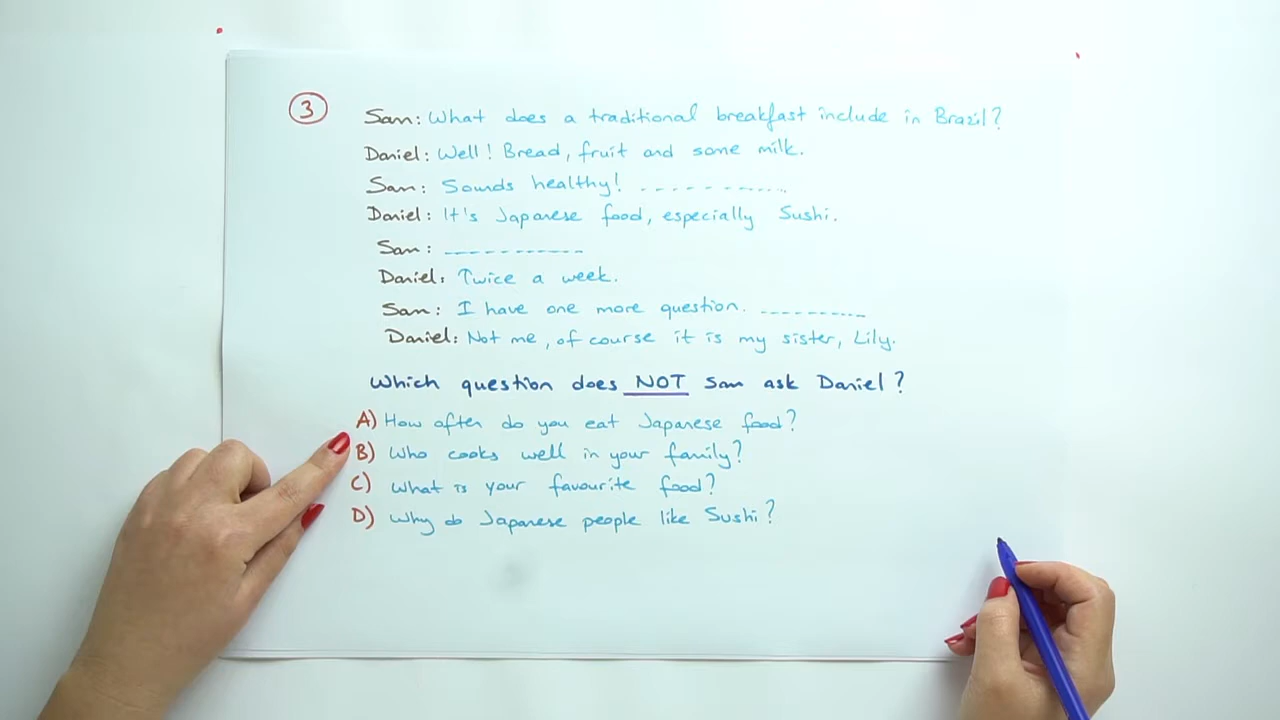 3 Sam: What does a traditional breakfast include in Brazil?
Daniel: Well! Bread, fruit and some milk.
Sam: Sounds healthy! ............
Daniel: It's Japanese food, especially Sushi.
Sam: ............
Daniel: Twice a week.
Sam: I have one more question. ............
Daniel: Not me, of course it is my sister, Lily.
Which question does NOT Sam ask Daniel?
A) How often do you eat Japanese food?
B) Who cooks well in your family?
C) What is your favourite food?
D) Why do Japanese people like Sushi?